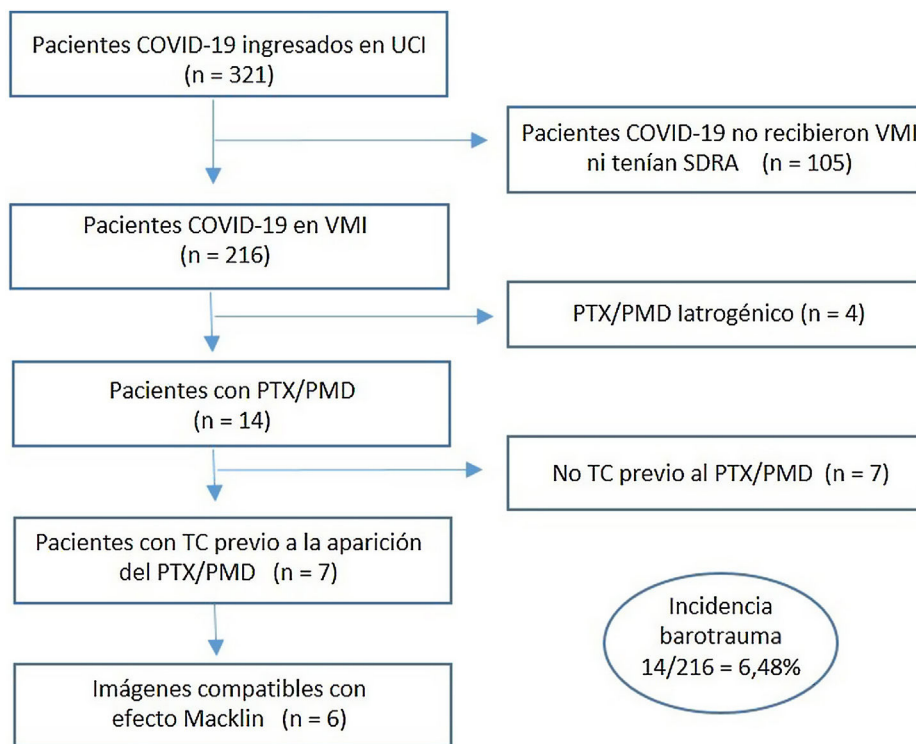 Pacientes COVID-19 ingresados en UCI
(n = 321)
Pacientes COVID-19 no recibieron VMI
ni tenían SDRA (n = 105)
Pacientes COVID-19 en VMI
(n = 216)
PTX/PMD Iatrogénico (n = 4)
Pacientes con PTX/PMD
(n = 14)
No TC previo al PTX/PMD (n = 7)
Pacientes con TC previo a la aparición
del PTX/PMD (n = 7)
Incidencia
barotrauma
14/216 = 6,48%
Imágenes compatibles con
efecto Macklin (n = 6)